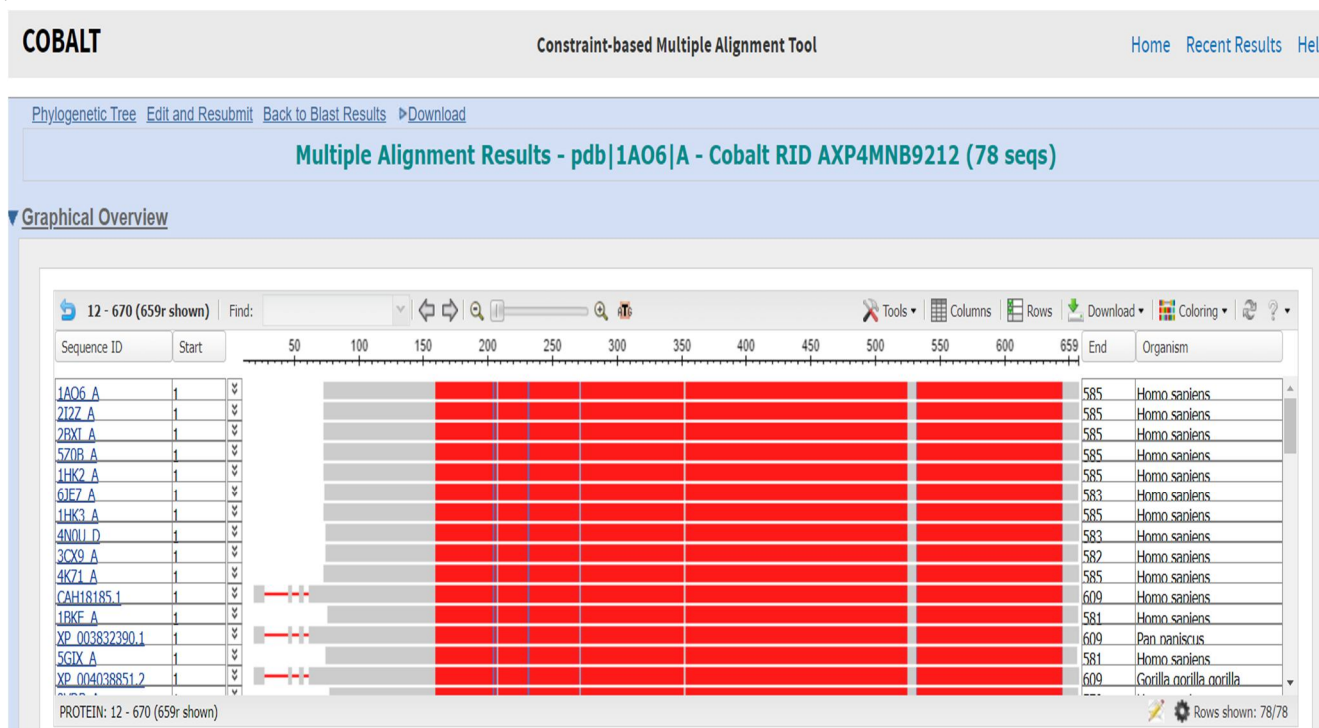 COBALT Constraint-based Multiple Alignment Tool Home Recent Results Hel
Phylogenetic Tree Edit and Resubmit Back to Blast Results Download
Multiple Alignment Results - pdb|1AO6|A - Cobalt RID AXP4MNB9212 (78 seqs)
Graphical Overview
12 - 670 (659r shown) Find: Tools Columns Rows Download Coloring ?
Sequence ID Start 50 100 150 200 250 300 350 400 450 500 550 600 659 End Organism
1AO6_A 1 585 Homo sapiens
2I2Z_A 1 585 Homo sapiens
2BXI_A 1 585 Homo sapiens
5Z0B_A 1 585 Homo sapiens
1HK2_A 1 585 Homo sapiens
6JE7_A 1 583 Homo sapiens
1HK3_A 1 585 Homo sapiens
4N0U_D 1 583 Homo sapiens
3CX9_A 1 582 Homo sapiens
4K71_A 1 585 Homo sapiens
CAH18185.1 1 609 Homo sapiens
1BKE_A 1 581 Homo sapiens
XP_003832390.1 1 609 Pan paniscus
5GIX_A 1 581 Homo sapiens
XP_004038851.2 1 609 Gorilla gorilla gorilla
PROTEIN: 12 - 670 (659r shown) Rows shown: 78/78